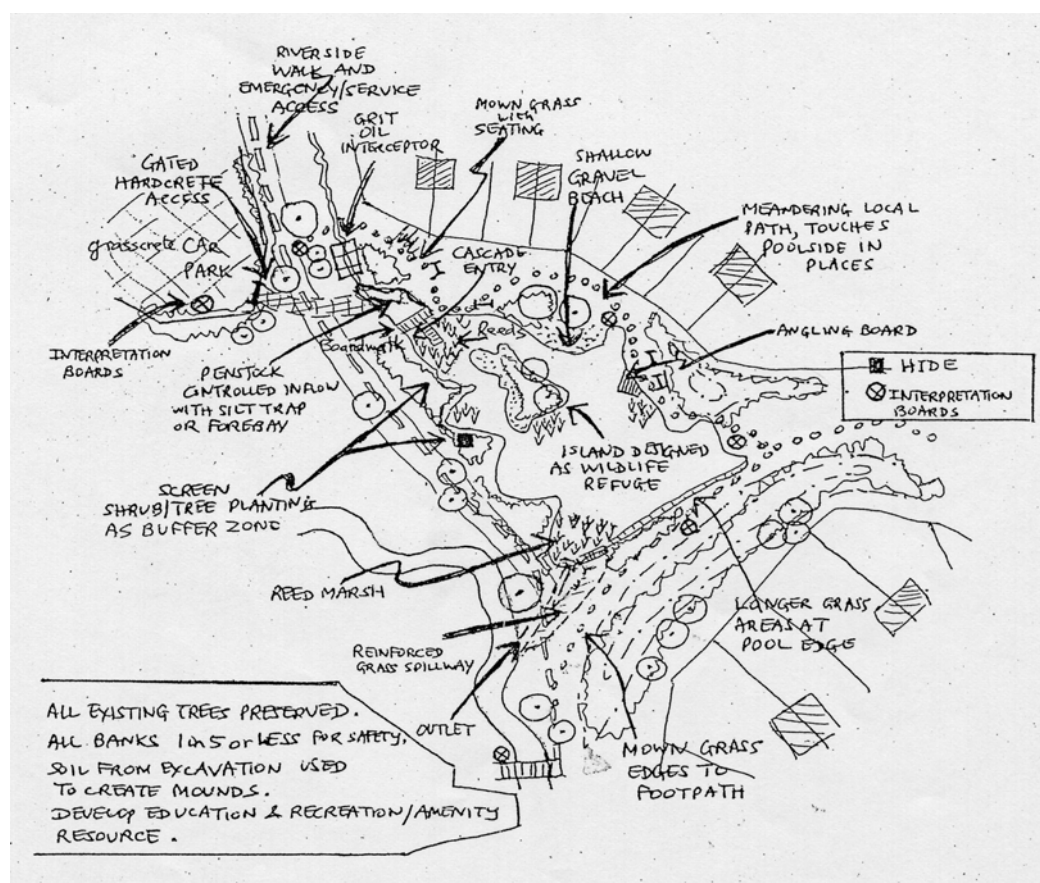 RIVERSIDE
WALK AND
EMERGENCY/SERVICE
ACCESS
GRIT
OIL
INTERCEPTOR
MOWN GRASS
with
SEATING
SHALLOW
GRAVEL
BEACH
GATED
HARDCRETE
ACCESS
MEANDERING LOCAL
PATH, TOUCHES
POOLSIDE IN
PLACES
grasscrete CAR
PARK
CASCADE
ENTRY
Reeds
Boardwalk
ANGLING BOARD
INTERPRETATION
BOARDS
PENSTOCK
CONTROLLED INFLOW
WITH SILT TRAP
OR FOREBAY
HIDE
INTERPRETATION
BOARDS
ISLAND DESIGNED
AS WILDLIFE
REFUGE
SCREEN
SHRUB/TREE PLANTING
AS BUFFER ZONE
REED MARSH
LONGER GRASS
AREAS AT
POOL EDGE
REINFORCED
GRASS SPILLWAY
OUTLET
MOWN GRASS
EDGES TO
FOOTPATH
ALL EXISTING TREES PRESERVED.
ALL BANKS 1 in 5 or LESS FOR SAFETY.
SOIL FROM EXCAVATION USED
TO CREATE MOUNDS.
DEVELOP EDUCATION & RECREATION/AMENITY
RESOURCE.